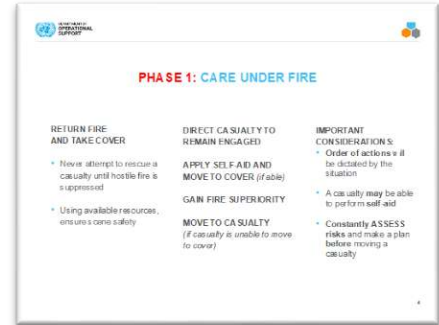 DEPARTMENT OF
OPERATIONAL
SUPPORT
PHASE 1: CARE UNDER FIRE
RETURN FIRE
AND TAKE COVER
• Never attempt to rescue a
casualty until hostile fire is
suppressed
• Using available resources,
ensure scene safety
DIRECT CASUALTY TO
REMAIN ENGAGED
APPLY SELF-AID AND
MOVE TO COVER (if able)
GAIN FIRE SUPERIORITY
MOVE TO CASUALTY
(if casualty is unable to move
to cover)
IMPORTANT
CONSIDERATIONS:
• Order of actions will
be dictated by the
situation
• A casualty may be able
to perform self-aid
• Constantly ASSESS
risks and make a plan
before moving a
casualty